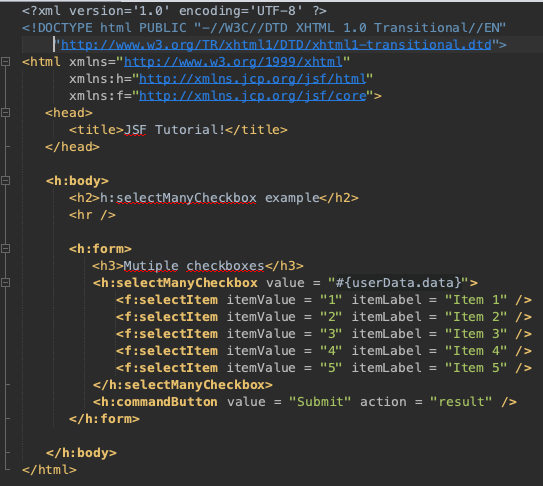 <?xml version='1.0' encoding='UTF-8' ?>
<!DOCTYPE html PUBLIC "-//W3C//DTD XHTML 1.0 Transitional//EN"
"http://www.w3.org/TR/xhtml1/DTD/xhtml1-transitional.dtd">
<html xmlns="http://www.w3.org/1999/xhtml"
xmlns:h="http://xmlns.jcp.org/jsf/html"
xmlns:f="http://xmlns.jcp.org/jsf/core">
<head>
<title>JSF Tutorial!</title>
</head>
<h:body>
<h2>h:selectManyCheckbox example</h2>
<hr />
<h:form>
<h3>Mutiple checkboxes</h3>
<h:selectManyCheckbox value = "#{userData.data}">
<f:selectItem itemValue = "1" itemLabel = "Item 1" />
<f:selectItem itemValue = "2" itemLabel = "Item 2" />
<f:selectItem itemValue = "3" itemLabel = "Item 3" />
<f:selectItem itemValue = "4" itemLabel = "Item 4" />
<f:selectItem itemValue = "5" itemLabel = "Item 5" />
</h:selectManyCheckbox>
<h:commandButton value = "Submit" action = "result" />
</h:form>
</h:body>
</html>